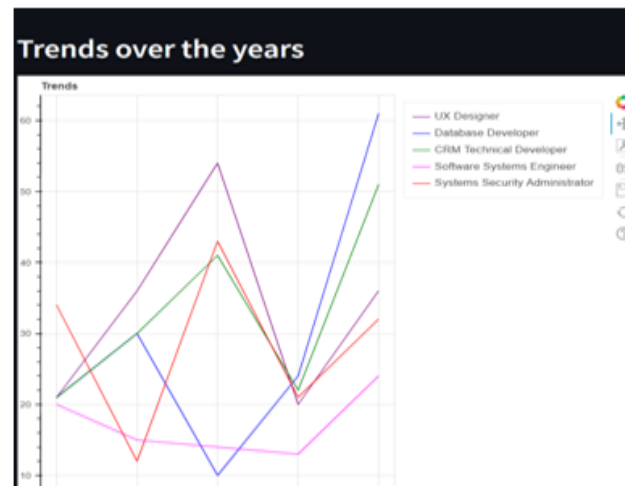 Trends over the years
Trends
60
50
40
30
20
10
UX Designer
Database Developer
CRM Technical Developer
Software Systems Engineer
Systems Security Administrator